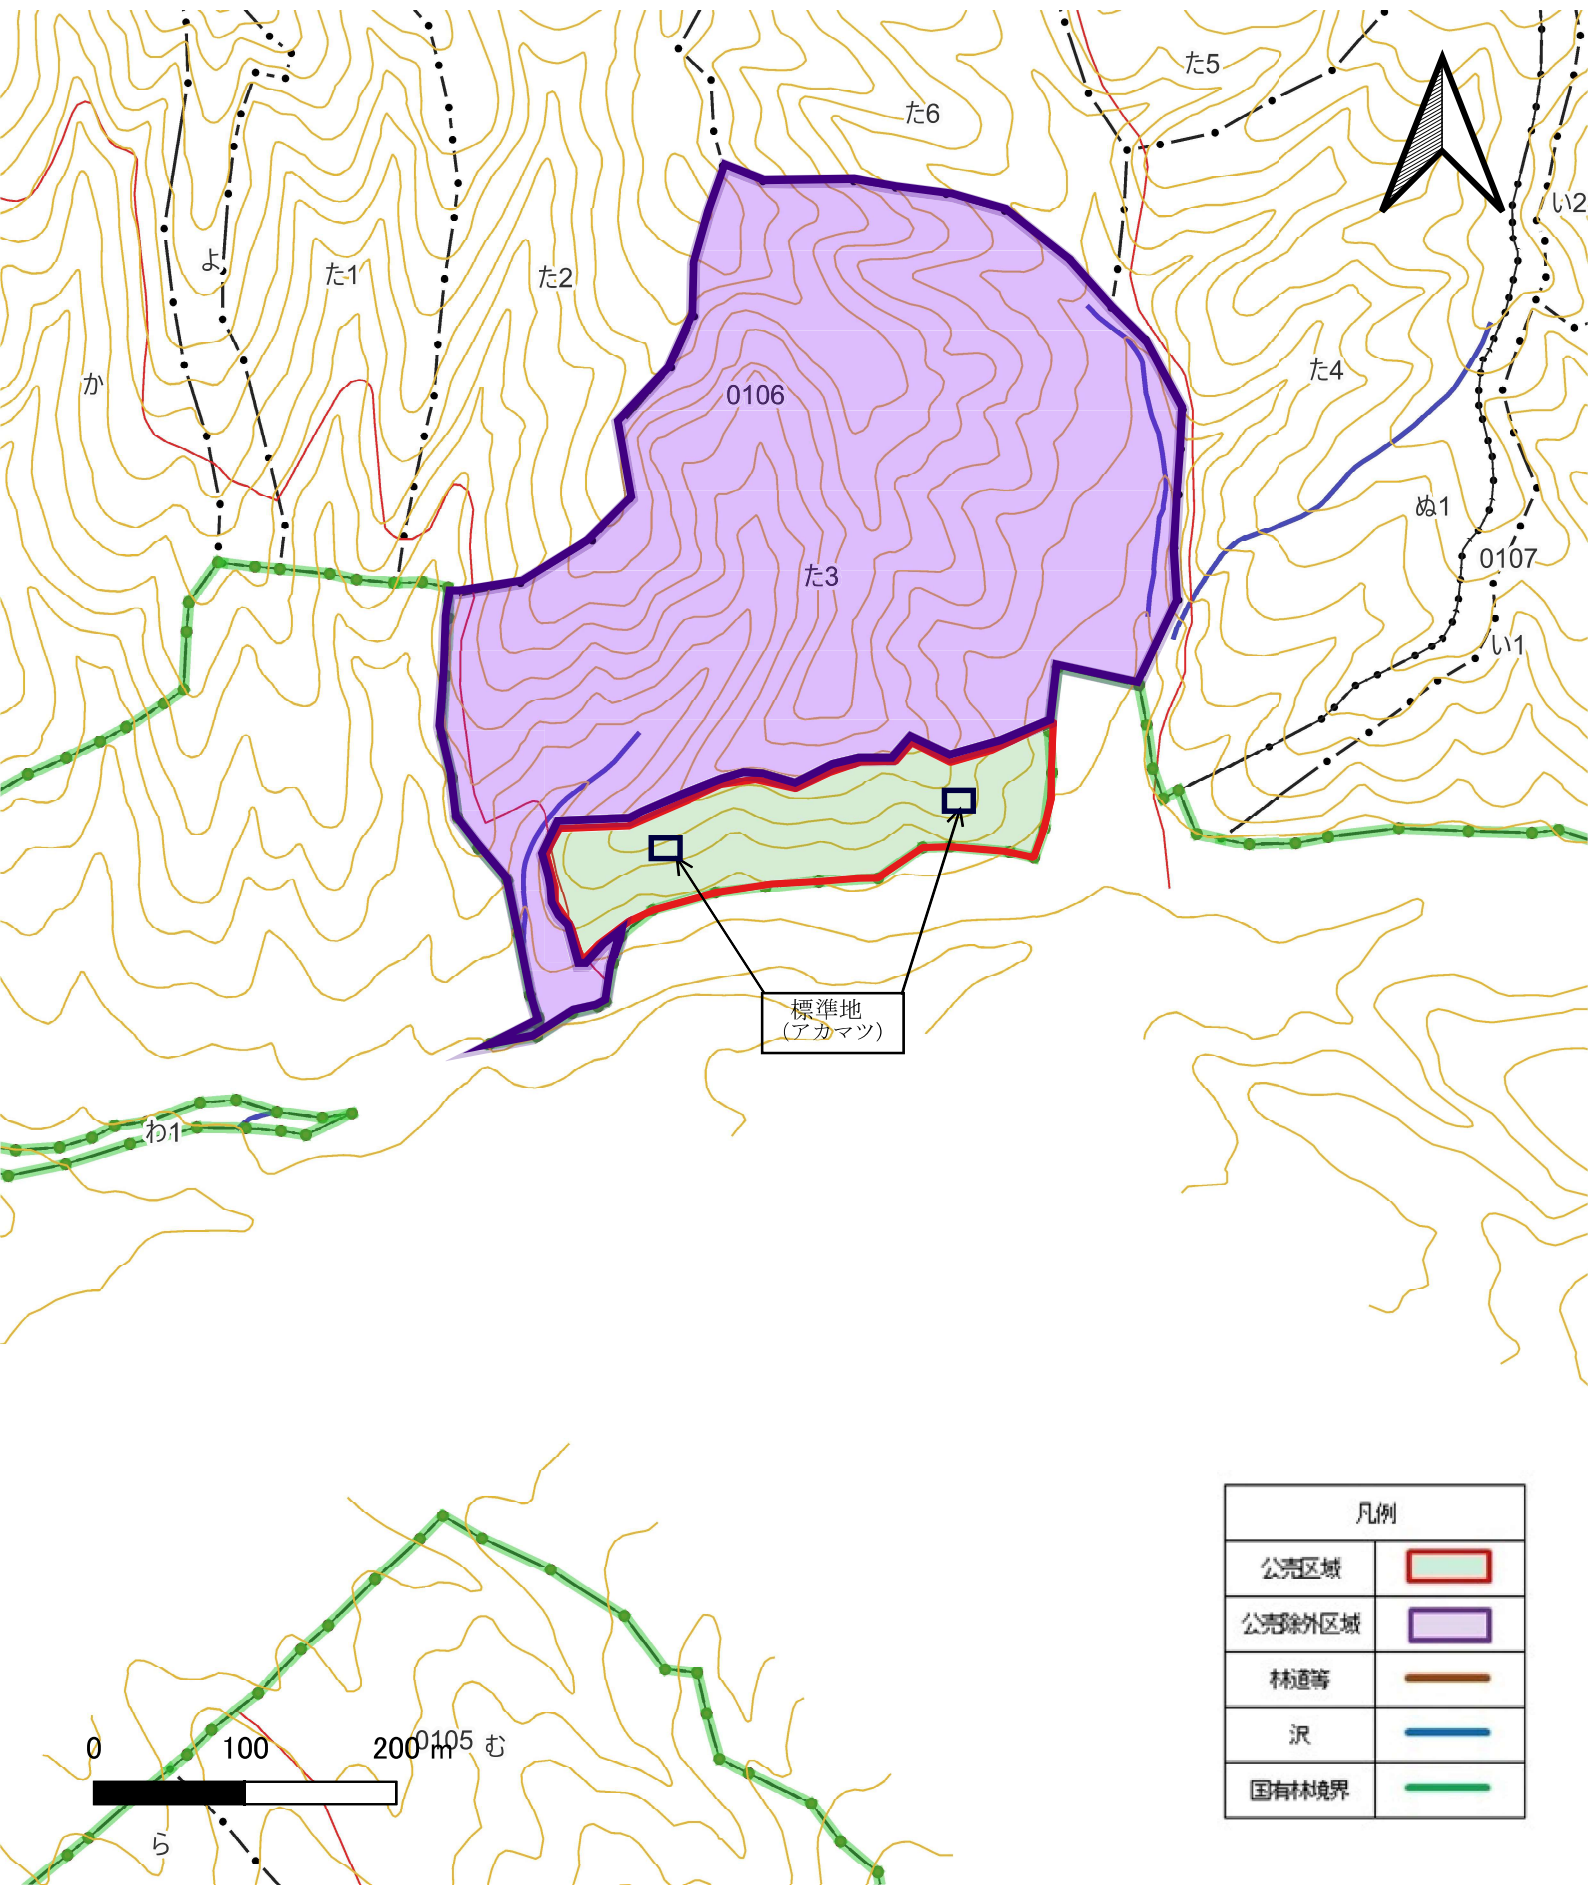 た5
た6
い2
よ
た1
た2
か
た4
0106
ぬ1
0107
た3
い1
標準地
(アカマツ)
わ1
凡例
公売区域
公売除外区域
林道等
沢
国有林境界
0 100 200 m
0105 む
ら